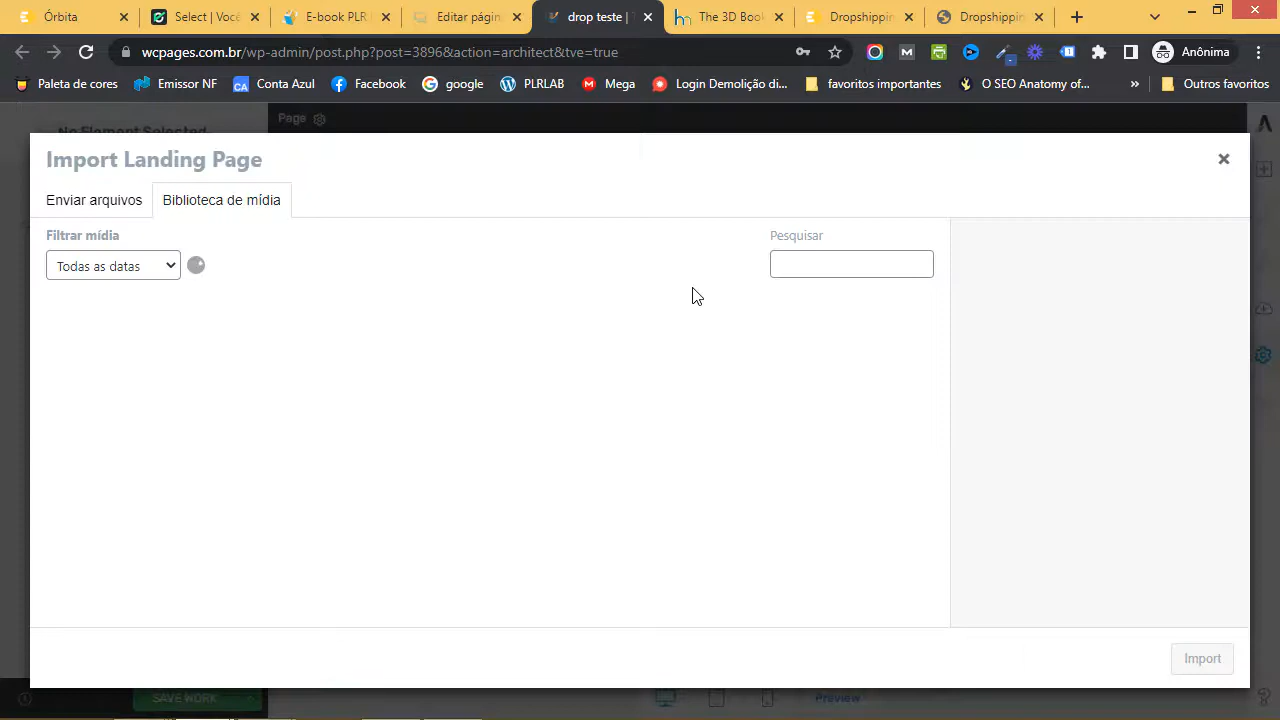 Órbita
Select | Você
E-book PLR |
Editar págin
drop teste | T
The 3D Book
Dropshippin
Dropshippin
wcpages.com.br/wp-admin/post.php?post=3896&action=architect&tve=true
Anônima
Paleta de cores
Emissor NF
CA Conta Azul
Facebook
google
PLRLAB
Mega
Login Demolição di...
favoritos importantes
O SEO Anatomy of...
»
Outros favoritos
No Element Selected
Page
Import Landing Page
Enviar arquivos
Biblioteca de mídia
Filtrar mídia
Pesquisar
Todas as datas
Import
SAVE WORK
Preview